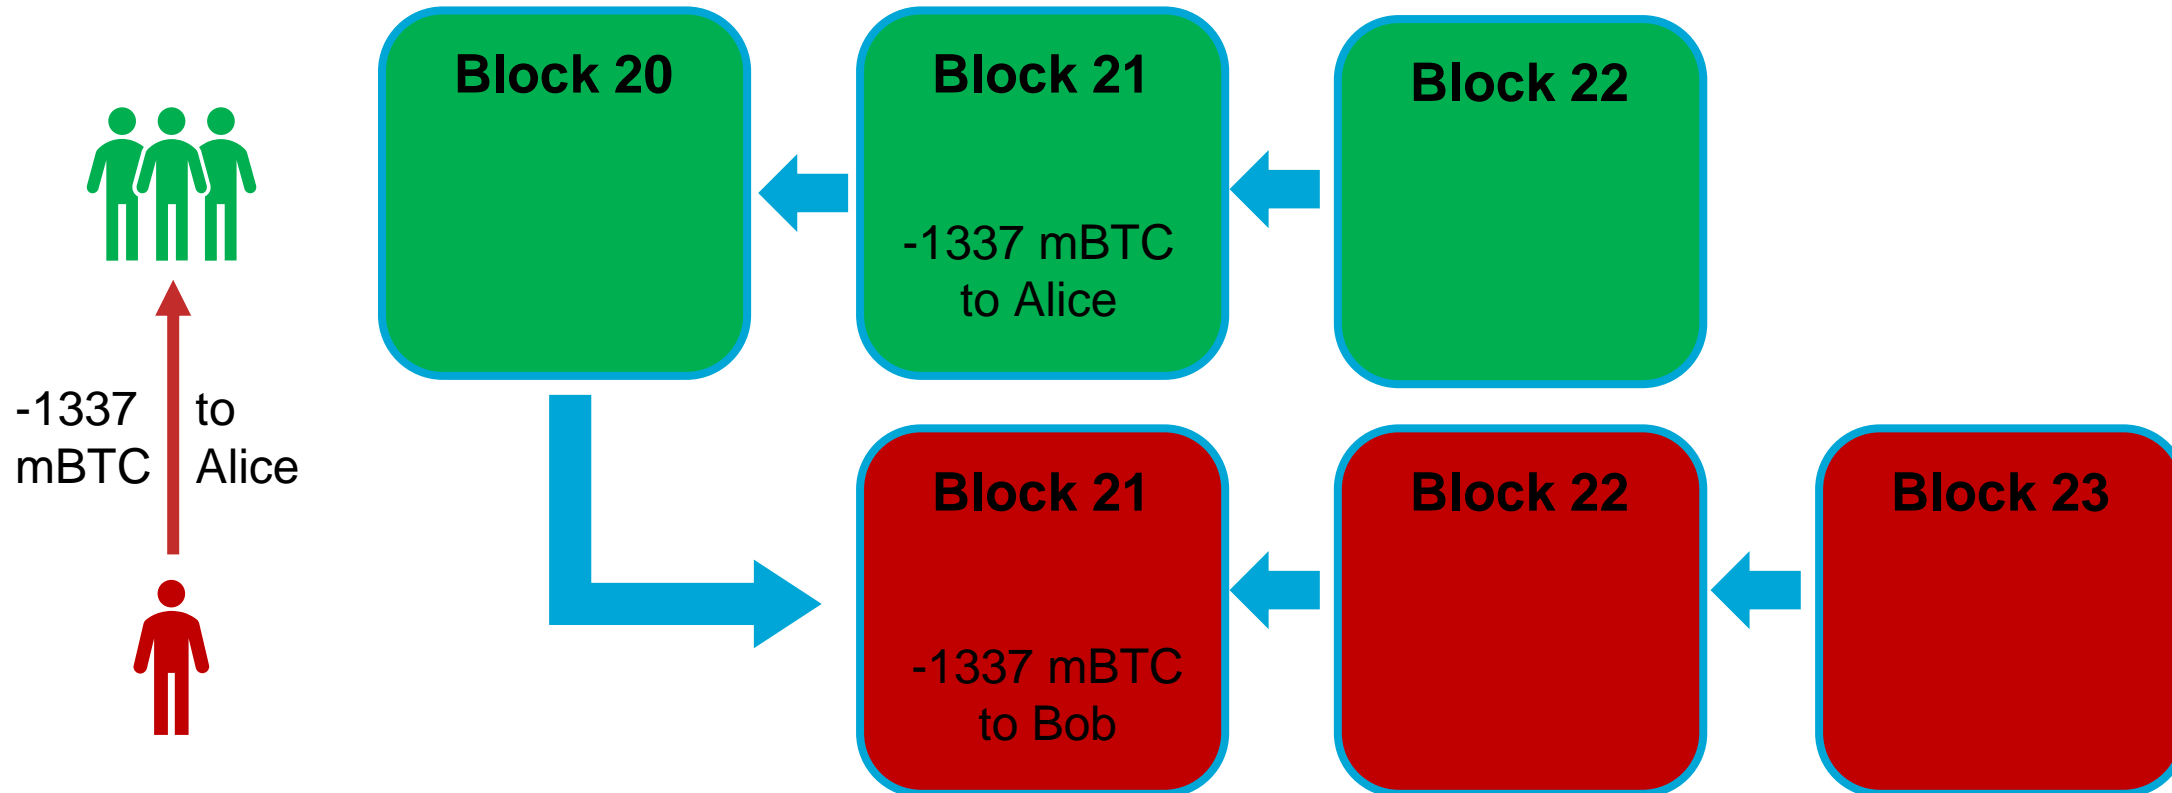 Block 20
Block 21
Block 22
-1337 mBTC
to Alice
-1337
mBTC
to
Alice
Block 21
Block 22
Block 23
-1337 mBTC
to Bob